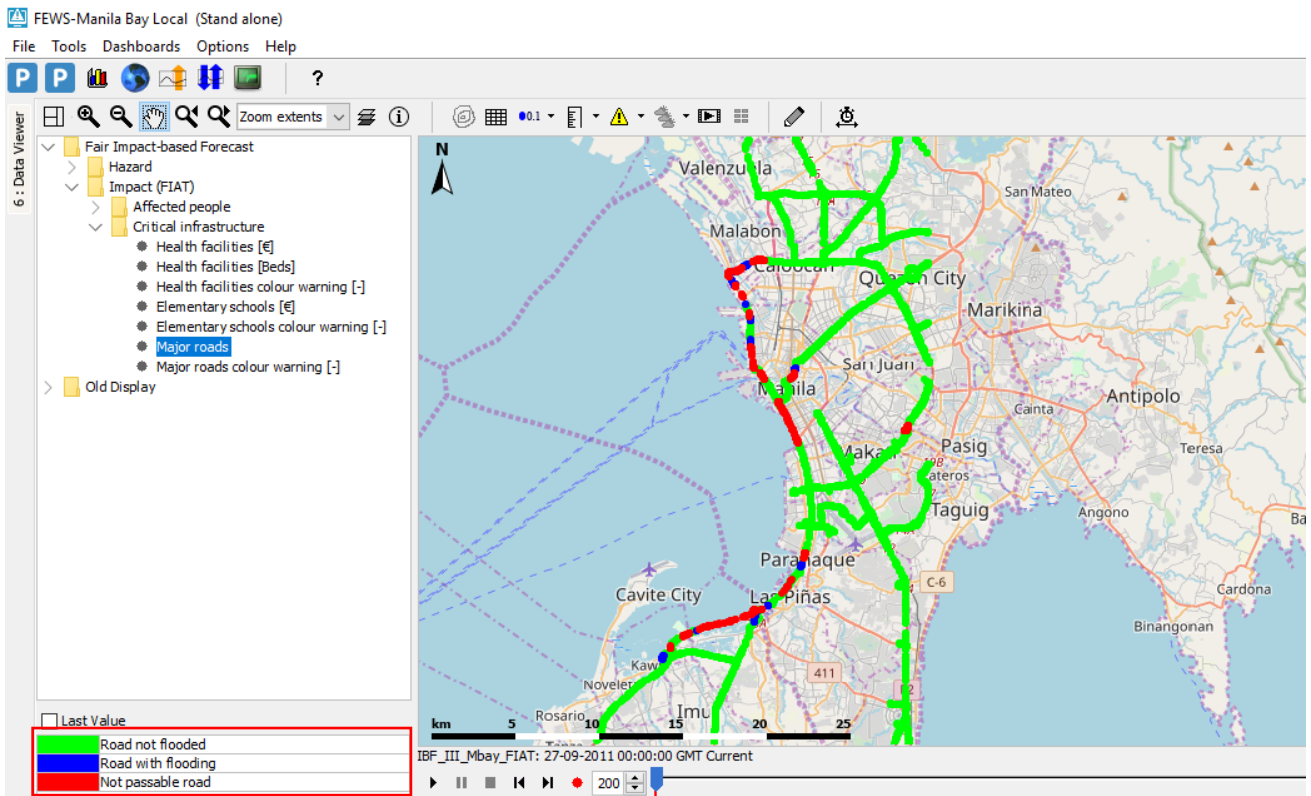 FEWS-Manila Bay Local (Stand alone)
File Tools Dashboards Options Help
P P ?
Zoom extents
0.1
6 : Data Viewer
Fair Impact-based Forecast
Hazard
Impact (FIAT)
Affected people
Critical infrastructure
Health facilities [€]
Health facilities [Beds]
Health facilities colour warning [-]
Elementary schools [€]
Elementary schools colour warning [-]
Major roads
Major roads colour warning [-]
Old Display
Last Value
Road not flooded
Road with flooding
Not passable road
N
Valenzuela
San Mateo
Malabon
Caloocan
Quezon City
Marikina
San Juan
Manila
Antipolo
Cainta
Makati
Pasig
Teresa
Pateros
Taguig
Angono
Ba
Parañaque
C-6
Cavite City
Las Piñas
Cardona
Binangonan
Kaw
411
Novelet
Rosario
Imu
km 5 10 15 20 25
IBF_III_Mbay_FIAT: 27-09-2011 00:00:00 GMT Current
200